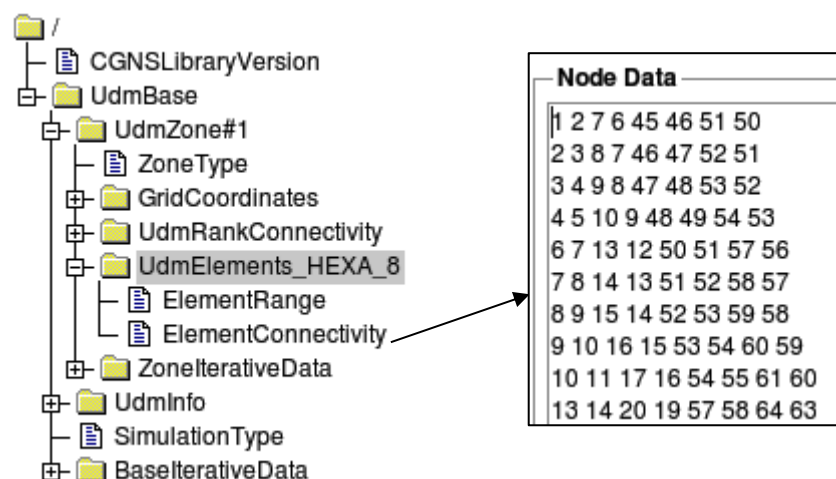 /
CGNSLibraryVersion
UdmBase
UdmZone#1
ZoneType
GridCoordinates
UdmRankConnectivity
UdmElements_HEXA_8
ElementRange
ElementConnectivity
ZoneIterativeData
UdmInfo
SimulationType
BaseIterativeData
Node Data
1 2 7 6 45 46 51 50
2 3 8 7 46 47 52 51
3 4 9 8 47 48 53 52
4 5 10 9 48 49 54 53
6 7 13 12 50 51 57 56
7 8 14 13 51 52 58 57
8 9 15 14 52 53 59 58
9 10 16 15 53 54 60 59
10 11 17 16 54 55 61 60
13 14 20 19 57 58 64 63